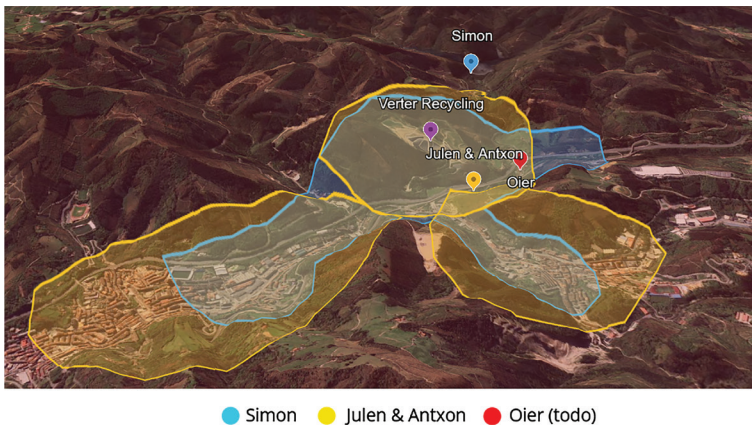 Simon
Verter Recycling
Julen & Antxon
Oier
Simon
Julen & Antxon
Oier (todo)